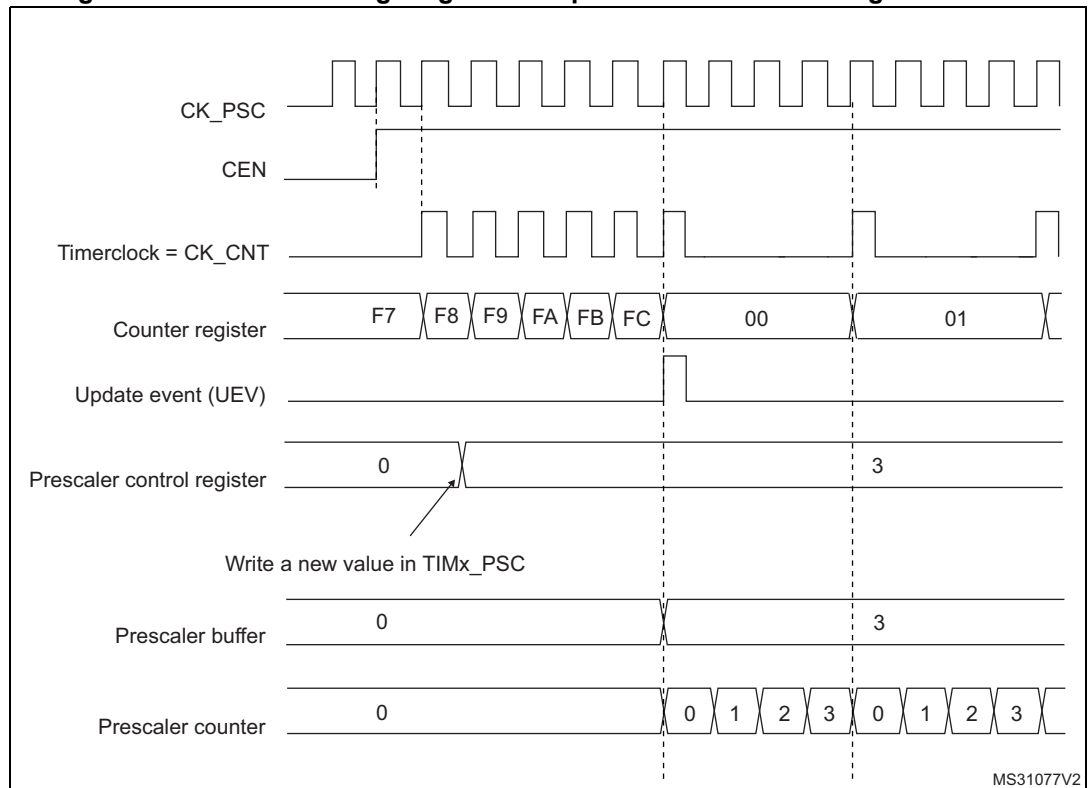 CK_PSC
CEN
Timerclock = CK_CNT
Counter register F7 F8 F9 FA FB FC 00 01
Update event (UEV)
Prescaler control register 0 3
Write a new value in TIMx_PSC
Prescaler buffer 0 3
Prescaler counter 0 0 1 2 3 0 1 2 3
MS31077V2